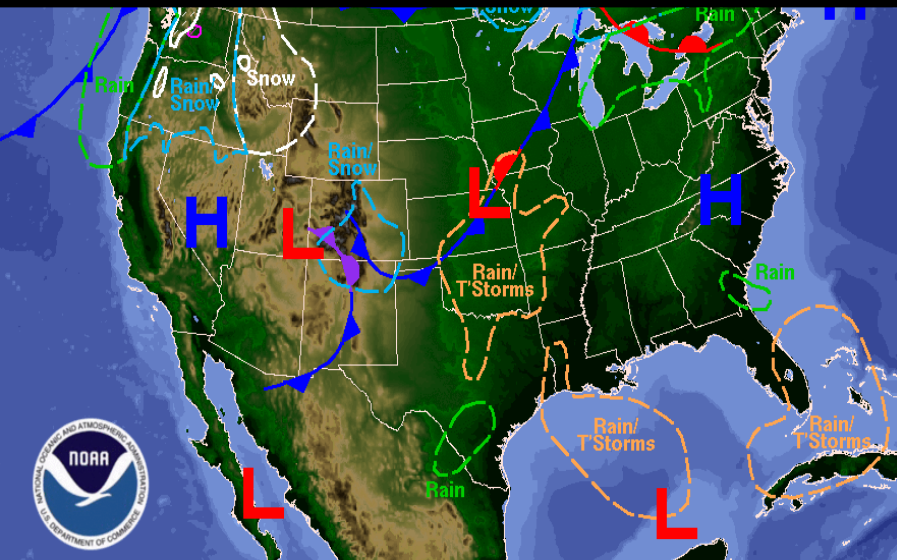 Snow
Rain
H
Rain
Rain/
Snow
Snow
Rain/
Snow
H
L
L
H
Rain/
T'Storms
Rain
Rain/
T'Storms
Rain/
T'Storms
Rain
L
L
NOAA
NATIONAL OCEANIC AND ATMOSPHERIC ADMINISTRATION
U.S. DEPARTMENT OF COMMERCE